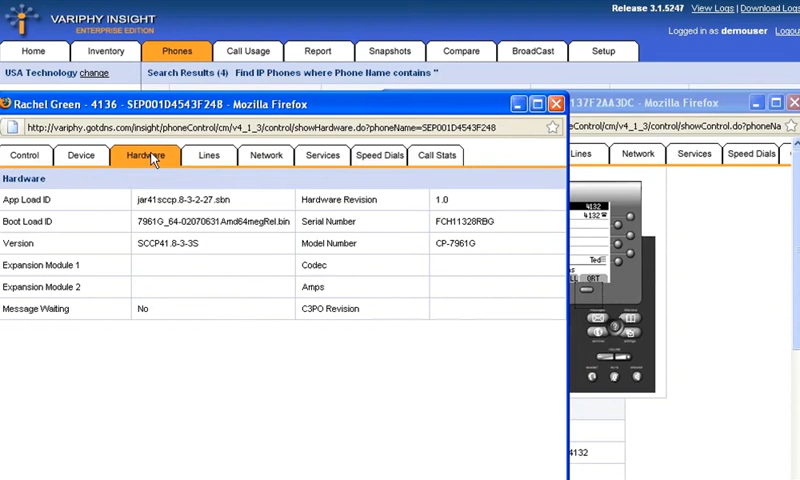 VARIPHY INSIGHT
ENTERPRISE EDITION
Release 3.1.5247 View Logs | Download Logs
Logged in as demouser Logou
Home Inventory Phones Call Usage Report Snapshots Compare BroadCast Setup
USA Technology change Search Results (4) Find IP Phones where Phone Name contains ''
Rachel Green - 4136 - SEP001D4543F24B - Mozilla Firefox
137F2AA3DC - Mozilla Firefox
http://variphy.gotdns.com/insight/phoneControl/cm/v4_1_3/control/showHardware.do?phoneName=SEP001D4543F24B
oneControl/cm/v4_1_3/control/showControl.do?phoneNa
Control Device Hardware Lines Network Services Speed Dials Call Stats
Lines Network Services Speed Dials
Hardware
App Load ID jar41sccp.8-3-2-27.sbn Hardware Revision 1.0
Boot Load ID 7961G_64-02070631Amd64megRel.bin Serial Number FCH11328RBG
Version SCCP41.8-3-3S Model Number CP-7961G
Expansion Module 1 Codec
Expansion Module 2 Amps
Message Waiting No C3PO Revision
4132
4132
Ted
ORT
4132